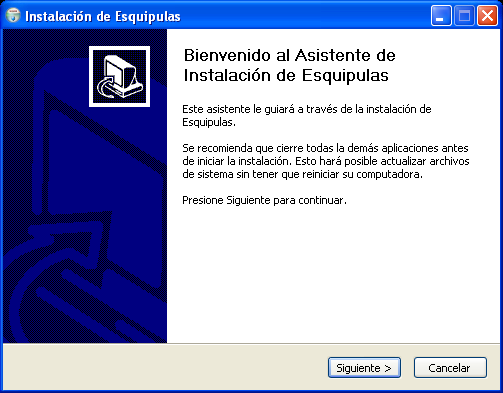 Instalación de Esquipulas
Bienvenido al Asistente de
Instalación de Esquipulas
Este asistente le guiará a través de la instalación de
Esquipulas.
Se recomienda que cierre todas la demás aplicaciones antes
de iniciar la instalación. Esto hará posible actualizar archivos
de sistema sin tener que reiniciar su computadora.
Presione Siguiente para continuar.
Siguiente >
Cancelar